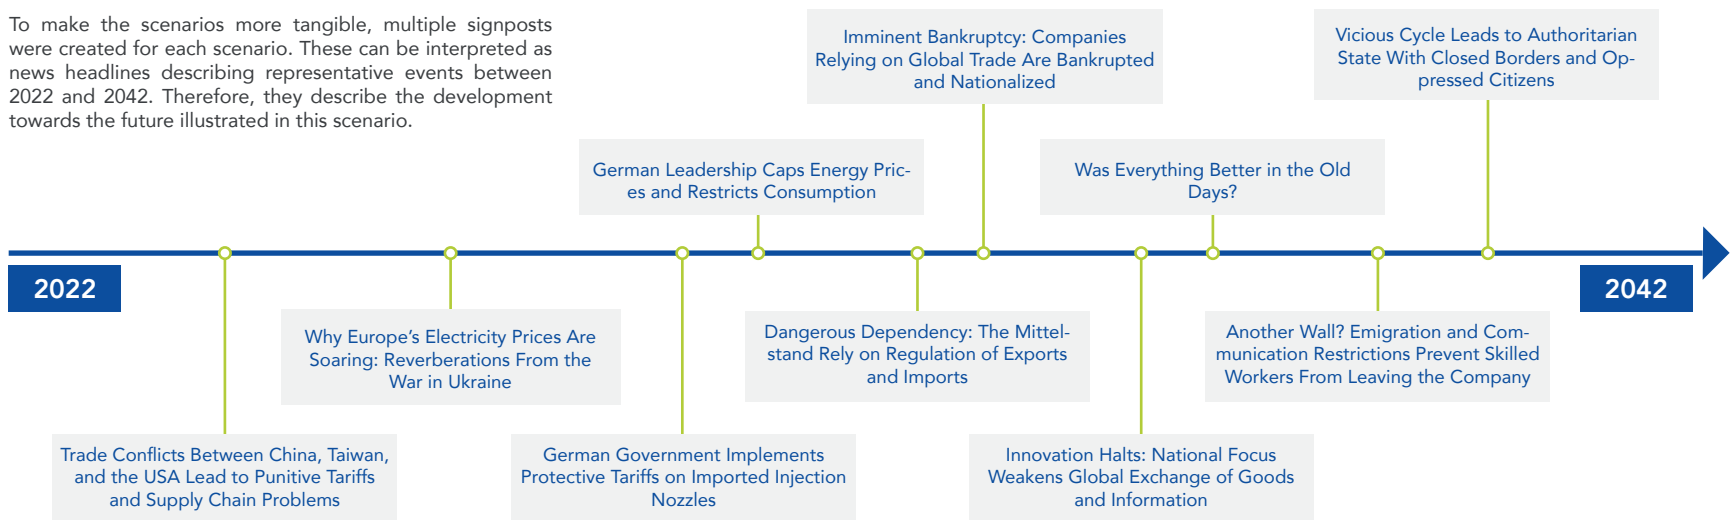 To make the scenarios more tangible, multiple signposts
were created for each scenario. These can be interpreted as
news headlines describing representative events between
2022 and 2042. Therefore, they describe the development
towards the future illustrated in this scenario.
Imminent Bankruptcy: Companies
Relying on Global Trade Are Bankrupted
and Nationalized
Vicious Cycle Leads to Authoritarian
State With Closed Borders and Op-
pressed Citizens
German Leadership Caps Energy Pric-
es and Restricts Consumption
Was Everything Better in the Old
Days?
2022
2042
Why Europe’s Electricity Prices Are
Soaring: Reverberations From the
War in Ukraine
Dangerous Dependency: The Mittel-
stand Rely on Regulation of Exports
and Imports
Another Wall? Emigration and Com-
munication Restrictions Prevent Skilled
Workers From Leaving the Company
Trade Conflicts Between China, Taiwan,
and the USA Lead to Punitive Tariffs
and Supply Chain Problems
German Government Implements
Protective Tariffs on Imported Injection
Nozzles
Innovation Halts: National Focus
Weakens Global Exchange of Goods
and Information